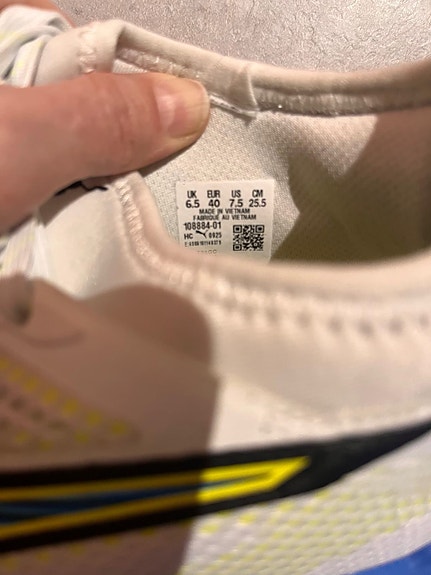 UK EUR US CM
6.5 40 7.5 25.5
MADE IN VIETNAM
FABRIQUÉ AU VIETNAM
108884-01
HC 0925